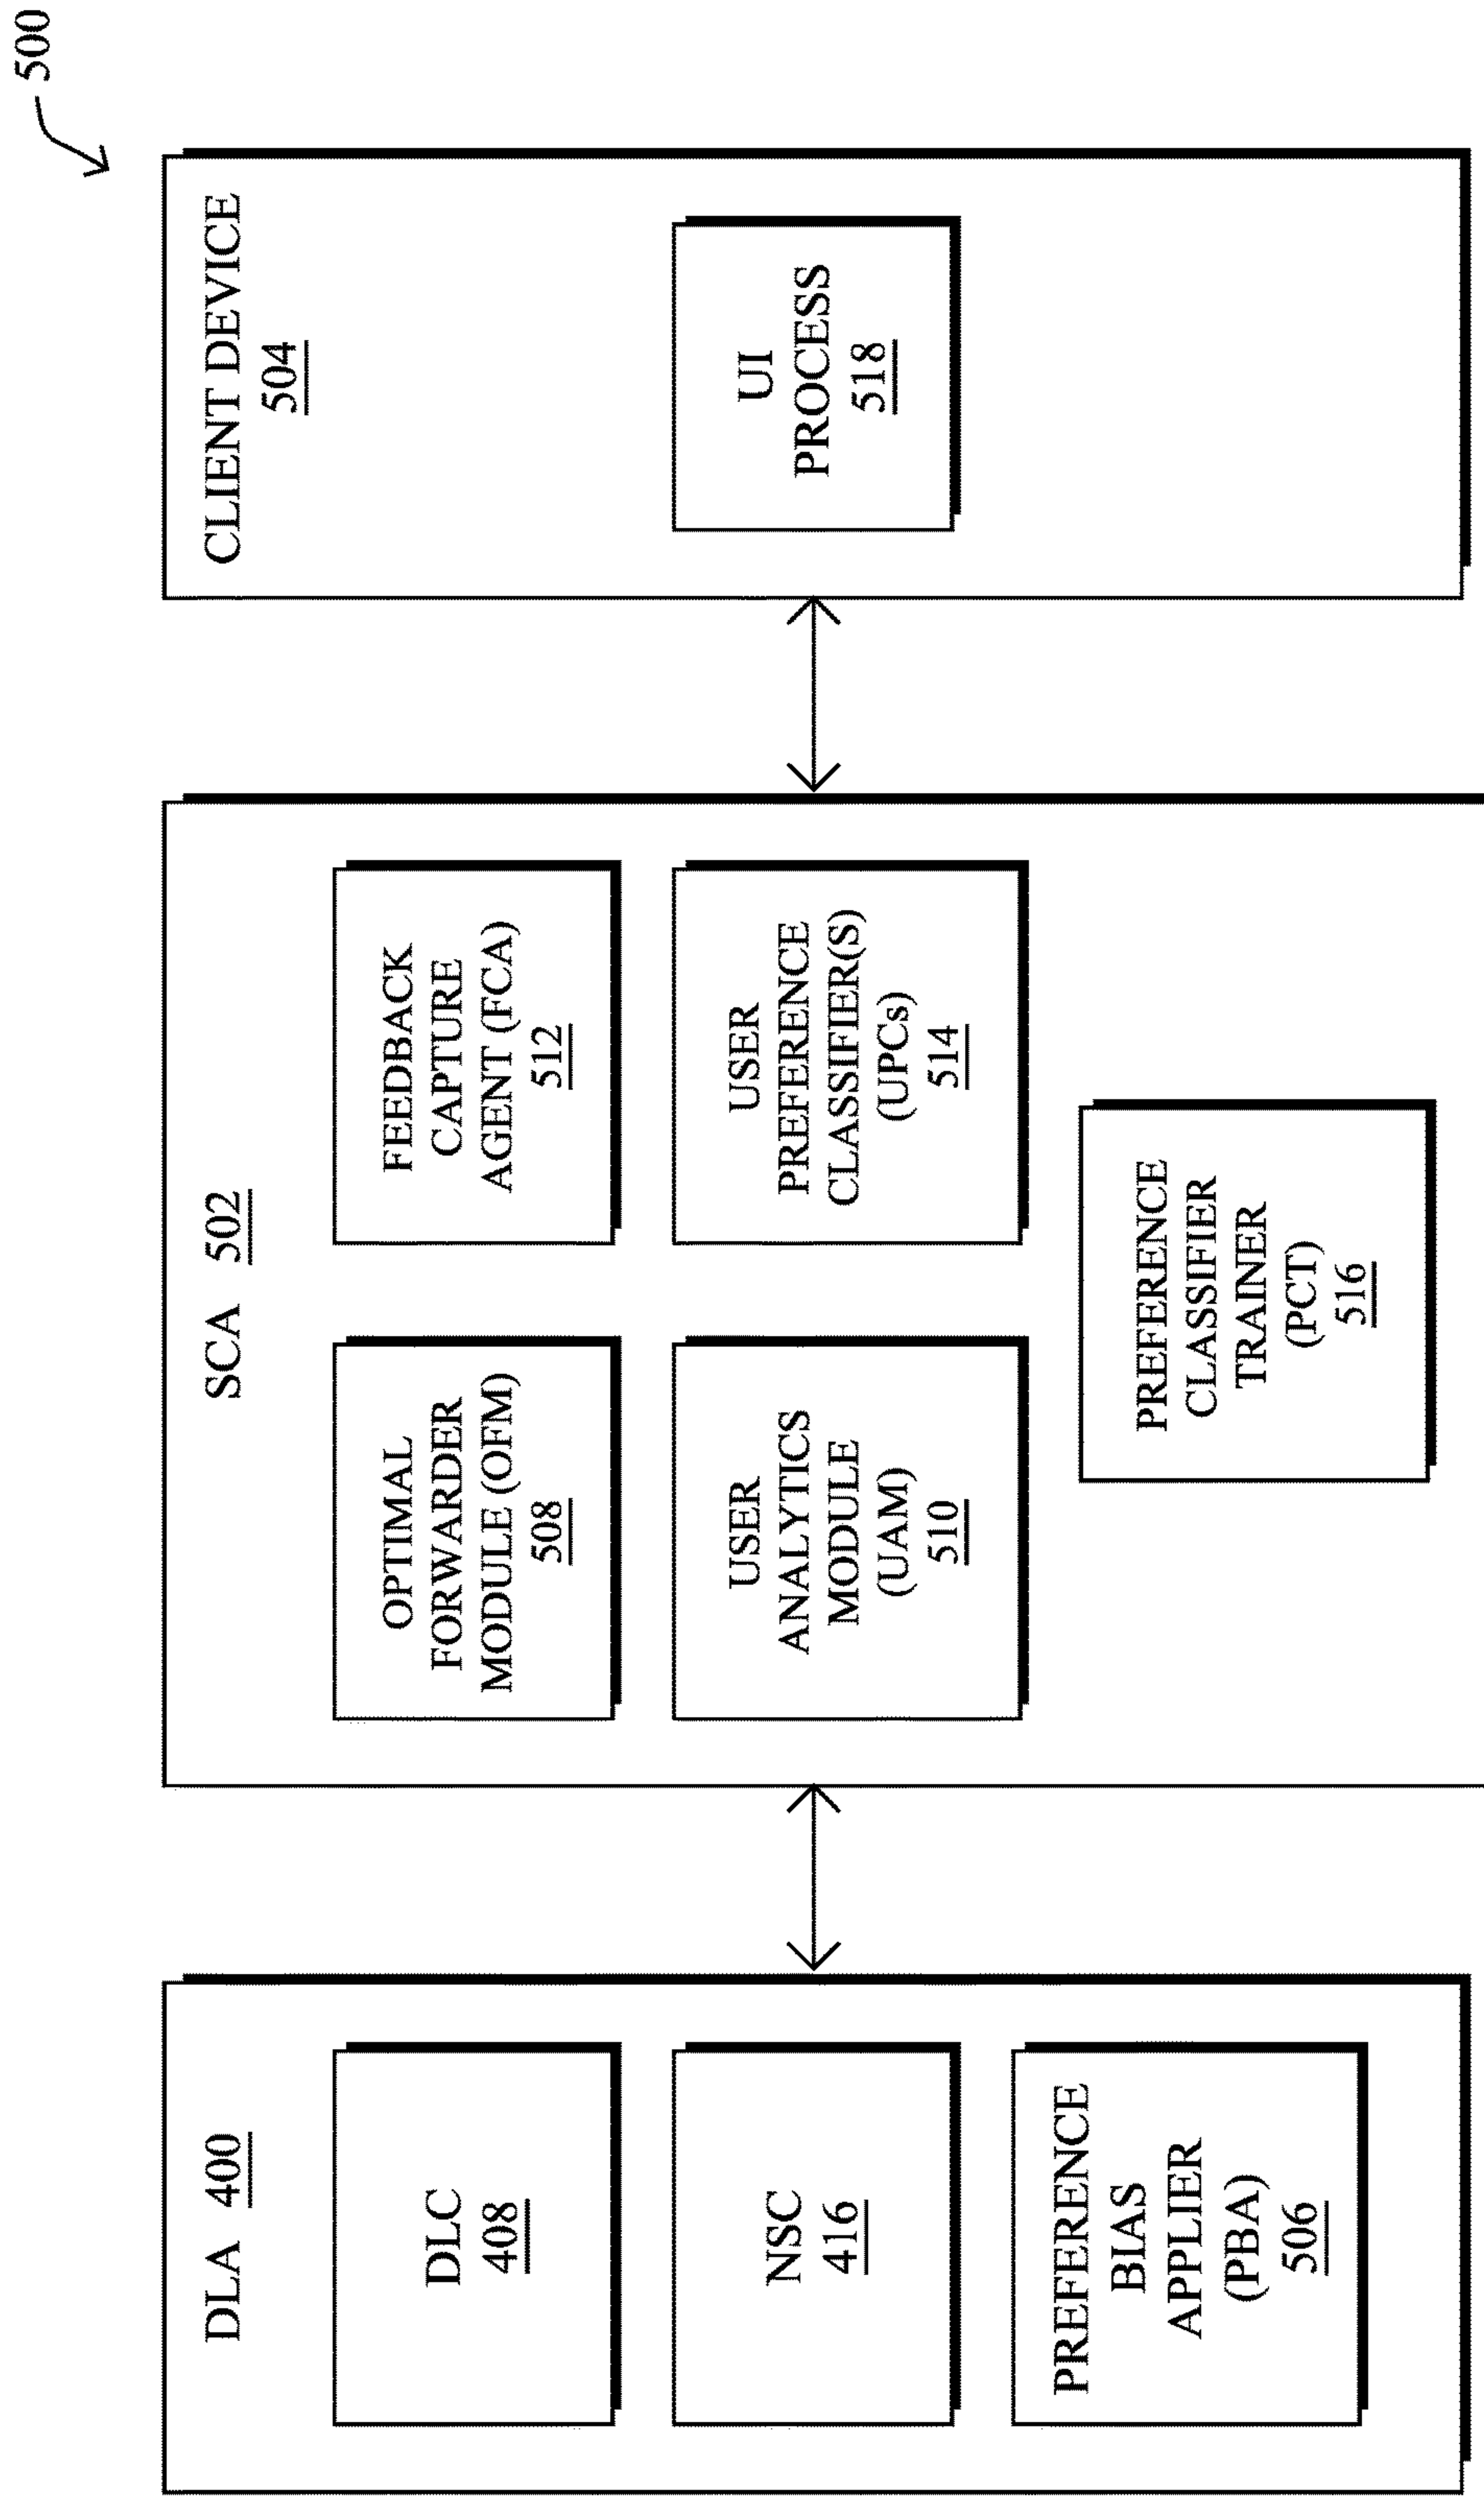 500
DLA 400
DLC
408
NSC
416
PREFERENCE
BIAS
APPLIER
(PBA)
506
SCA 502
OPTIMAL
FORWARDER
MODULE (OFM)
508
FEEDBACK
CAPTURE
AGENT (FCA)
512
USER
ANALYTICS
MODULE
(UAM)
510
USER
PREFERENCE
CLASSIFIER(S)
(UPCs)
514
PREFERENCE
CLASSIFIER
TRAINER
(PCT)
516
CLIENT DEVICE
504
UI
PROCESS
518